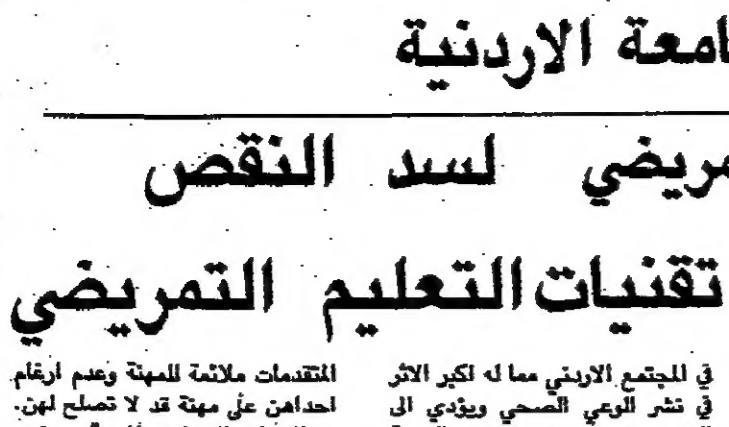 امعة الاردنية
مريضي لسد النقص
تقنيات التعليم التمريضي
في المجتمع الاردني مما له اكبر الاثر
في نشر الوعي الصحي ويؤدي الى
المتقدمات ملائمة للمهنة وعدم ارغام
احداهن على مهنة قد لا تصلح لهن.